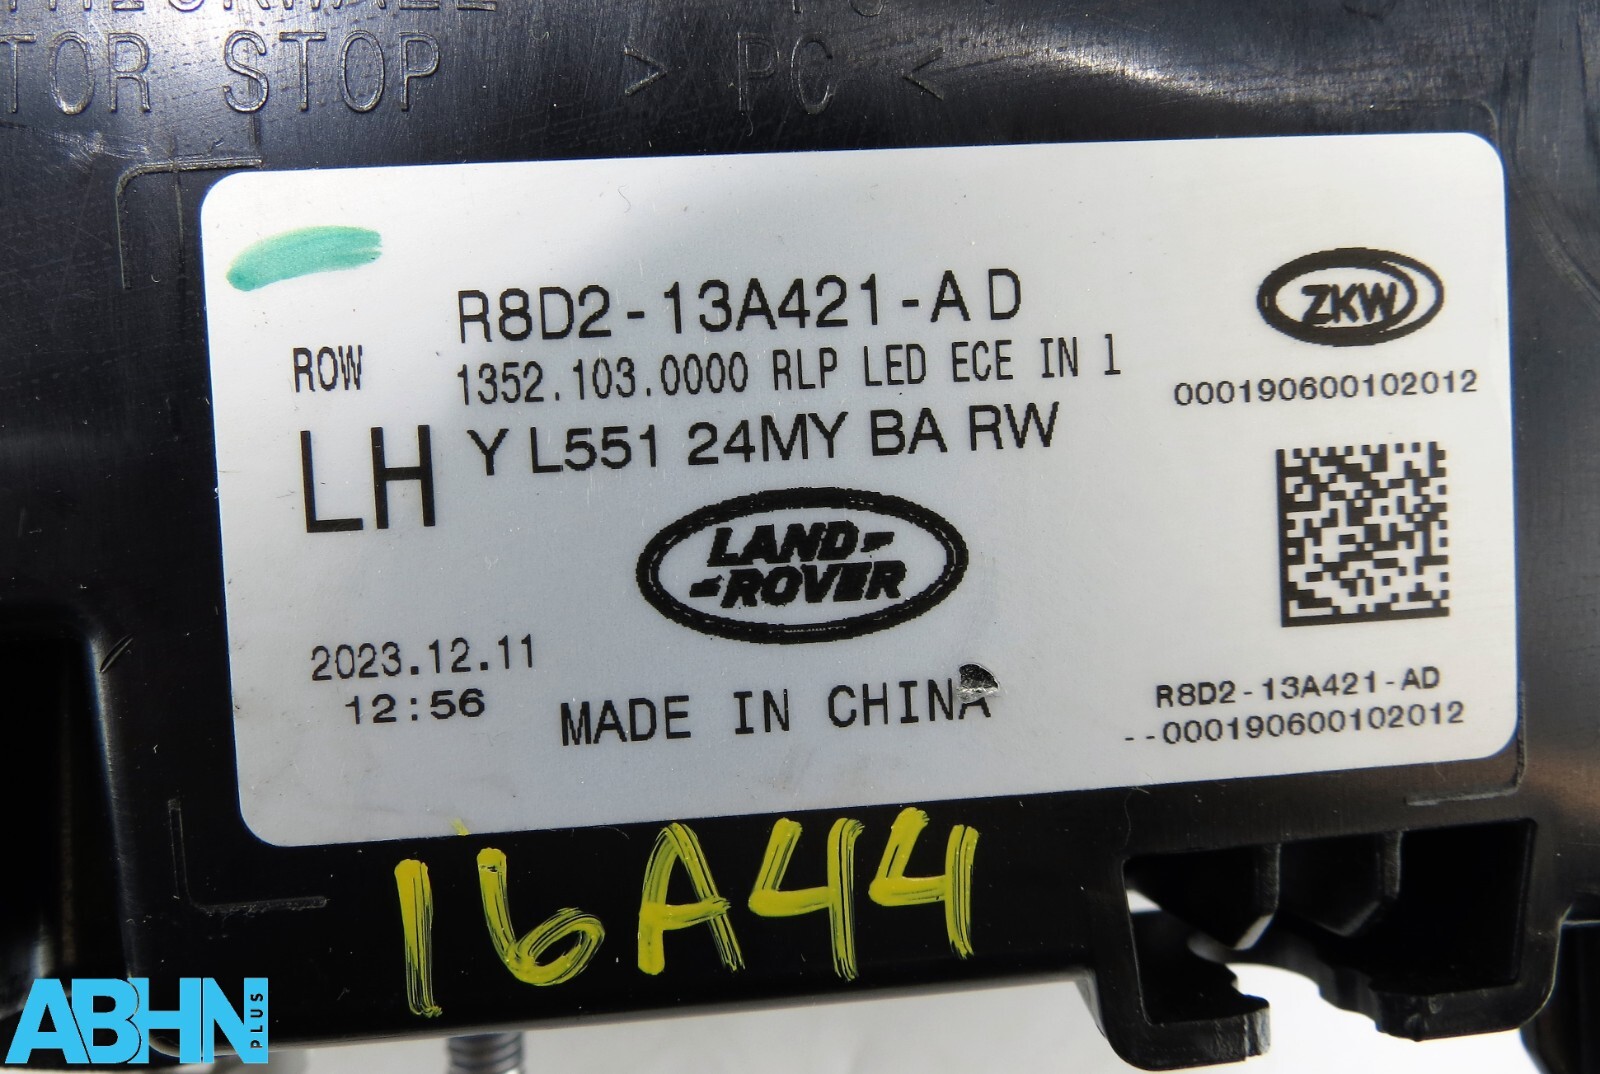 TOR STOP > PC <
R8D2-13A421-AD
ZKW
ROW
1352.103.0000 RLP LED ECE IN 1
000190600102012
LH
Y L551 24MY BA RW
LAND-
-ROVER
2023.12.11
12:56
MADE IN CHINA
R8D2-13A421-AD
--000190600102012
16A44
ABHN
PLUS